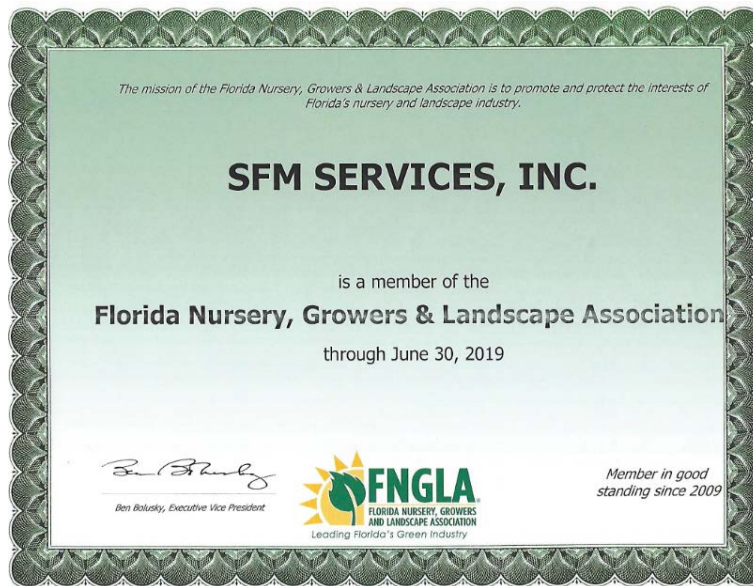 The mission of the Florida Nursery, Growers & Landscape Association is to promote and protect the interests of
Florida's nursery and landscape industry.
SFM SERVICES, INC.
is a member of the
Florida Nursery, Growers & Landscape Association
through June 30, 2019
Ben Bolusky
Ben Bolusky, Executive Vice President
FNGLA
FLORIDA NURSERY, GROWERS
AND LANDSCAPE ASSOCIATION
Leading Florida's Green Industry
Member in good
standing since 2009